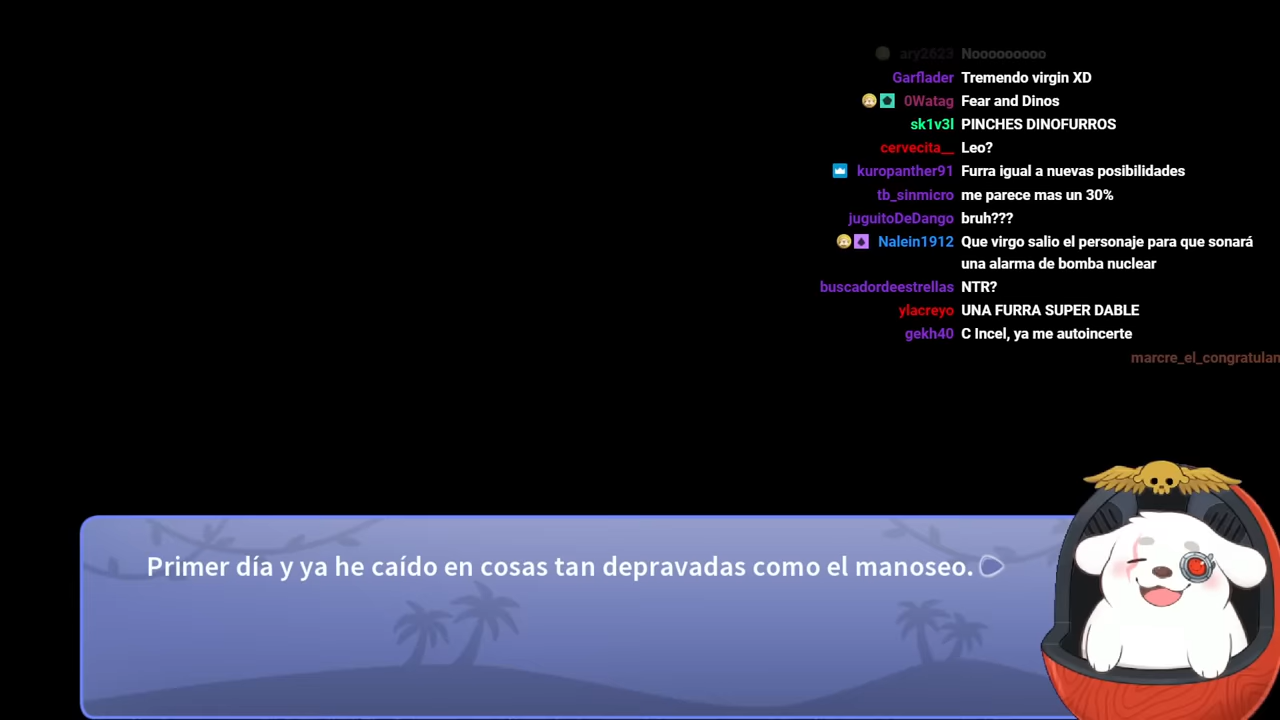 ary2623 Nooooooooo
Garflader Tremendo virgin XD
0Watag Fear and Dinos
sk1v3l PINCHES DINOFURROS
cervecita__ Leo?
kuropanther91 Furra igual a nuevas posibilidades
tb_sinmicro me parece mas un 30%
juguitoDeDango bruh???
Nalein1912 Que virgo salio el personaje para que sonará
una alarma de bomba nuclear
buscadordeestrellas NTR?
ylacreyo UNA FURRA SUPER DABLE
gekh40 C Incel, ya me autoincerte
marcre_el_congratulan
Primer día y ya he caído en cosas tan depravadas como el manoseo.